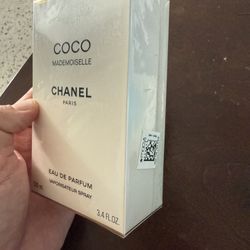 COCO
MADEMOISELLE
CHANEL
PARIS
EAU DE PARFUM
VAPORISATEUR SPRAY
3.4 FL. OZ.